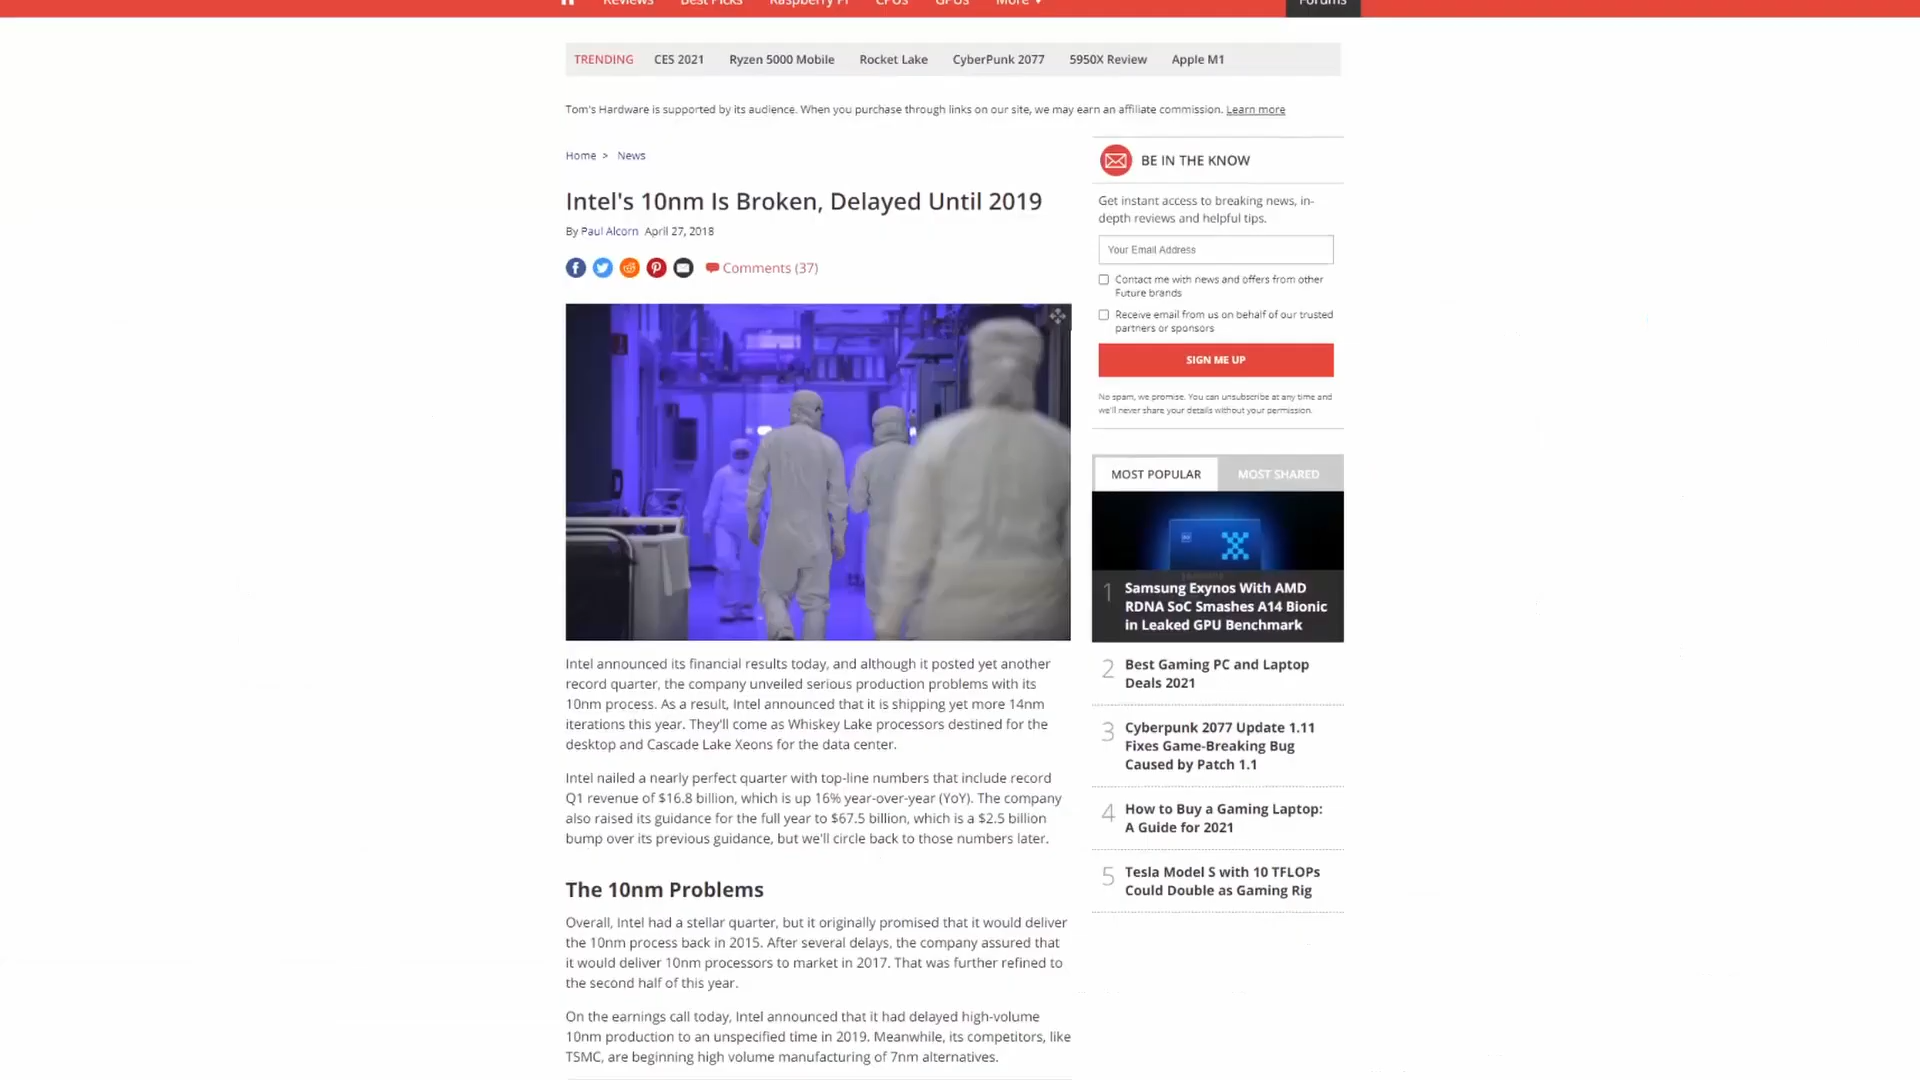 Reviews Best Picks Raspberry Pi CPUs GPUs More Forums
TRENDING CES 2021 Ryzen 5000 Mobile Rocket Lake CyberPunk 2077 5950X Review Apple M1
Tom's Hardware is supported by its audience. When you purchase through links on our site, we may earn an affiliate commission. Learn more
Home > News
Intel's 10nm Is Broken, Delayed Until 2019
By Paul Alcorn April 27, 2018
Comments (37)
Intel announced its financial results today, and although it posted yet another
record quarter, the company unveiled serious production problems with its
10nm process. As a result, Intel announced that it is shipping yet more 14nm
iterations this year. They'll come as Whiskey Lake processors destined for the
desktop and Cascade Lake Xeons for the data center.
Intel nailed a nearly perfect quarter with top-line numbers that include record
Q1 revenue of $16.8 billion, which is up 16% year-over-year (YoY). The company
also raised its guidance for the full year to $67.5 billion, which is a $2.5 billion
bump over its previous guidance, but we'll circle back to those numbers later.
The 10nm Problems
Overall, Intel had a stellar quarter, but it originally promised that it would deliver
the 10nm process back in 2015. After several delays, the company assured that
it would deliver 10nm processors to market in 2017. That was further refined to
the second half of this year.
On the earnings call today, Intel announced that it had delayed high-volume
10nm production to an unspecified time in 2019. Meanwhile, its competitors, like
TSMC, are beginning high volume manufacturing of 7nm alternatives.
BE IN THE KNOW
Get instant access to breaking news, in-
depth reviews and helpful tips.
Your Email Address
Contact me with news and offers from other
Future brands
Receive email from us on behalf of our trusted
partners or sponsors
SIGN ME UP
No spam, we promise. You can unsubscribe at any time and
we'll never share your details without your permission.
MOST POPULAR MOST SHARED
1 Samsung Exynos With AMD
RDNA SoC Smashes A14 Bionic
in Leaked GPU Benchmark
2 Best Gaming PC and Laptop
Deals 2021
3 Cyberpunk 2077 Update 1.11
Fixes Game-Breaking Bug
Caused by Patch 1.1
4 How to Buy a Gaming Laptop:
A Guide for 2021
5 Tesla Model S with 10 TFLOPs
Could Double as Gaming Rig